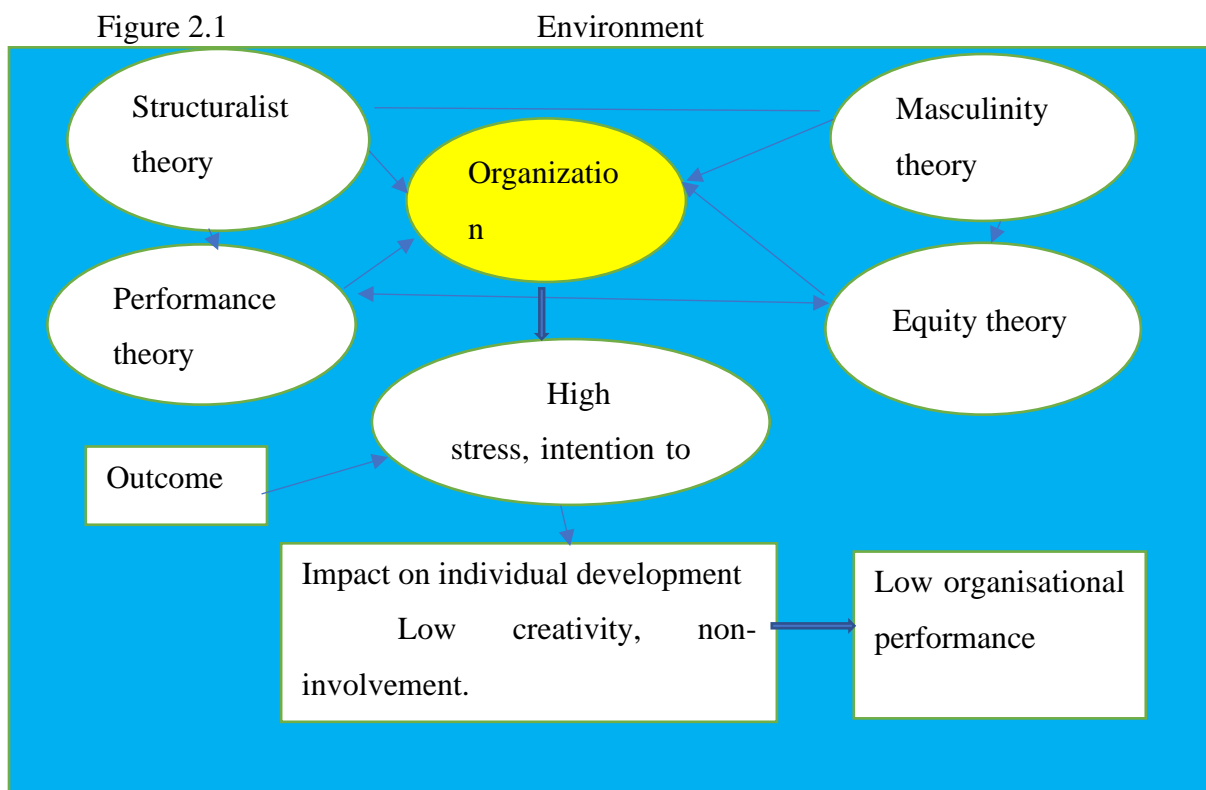 Figure 2.1
Environment
Structuralist
theory
Masculinity
theory
Organizatio
n
Performance
theory
Equity theory
High
stress, intention to
Outcome
Impact on individual development
Low creativity, non-
involvement.
Low organisational
performance